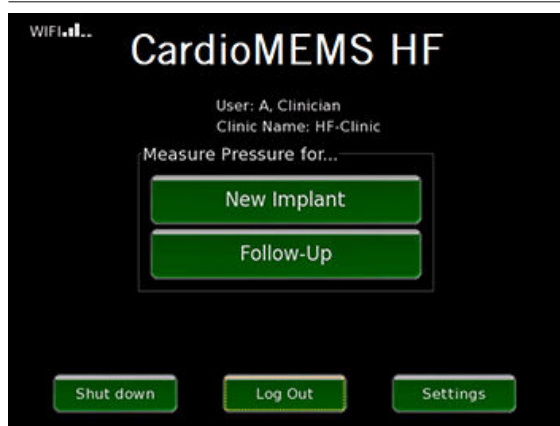 WIFI
CardioMEMS HF
User: A, Clinician
Clinic Name: HF-Clinic
Measure Pressure for...
New Implant
Follow-Up
Shut down Log Out Settings